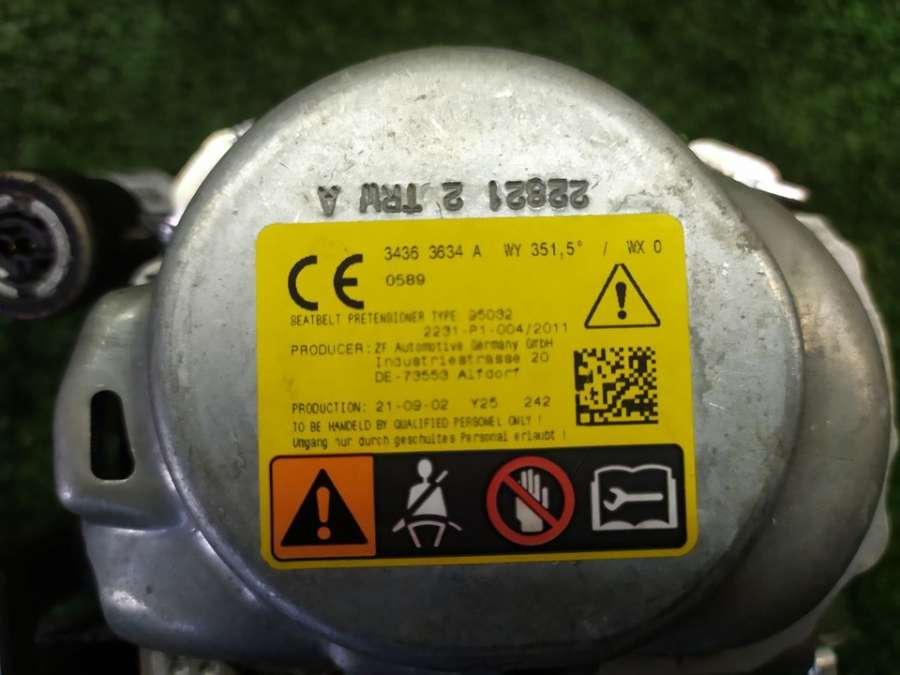 22821 2 TRW A
3436 3634 A WY 351,5° / WX 0
CE 0589
SEATBELT PRETENSIONER TYPE 95032
2231-P1-004/2011
PRODUCER: ZF Automotive Germany GmbH
Industriestrasse 20
DE-73553 Alfdorf
PRODUCTION: 21-09-02 Y25 242
TO BE HANDELD BY QUALIFIED PERSONEL ONLY !
Umgang nur durch geschultes Personal erlaubt !